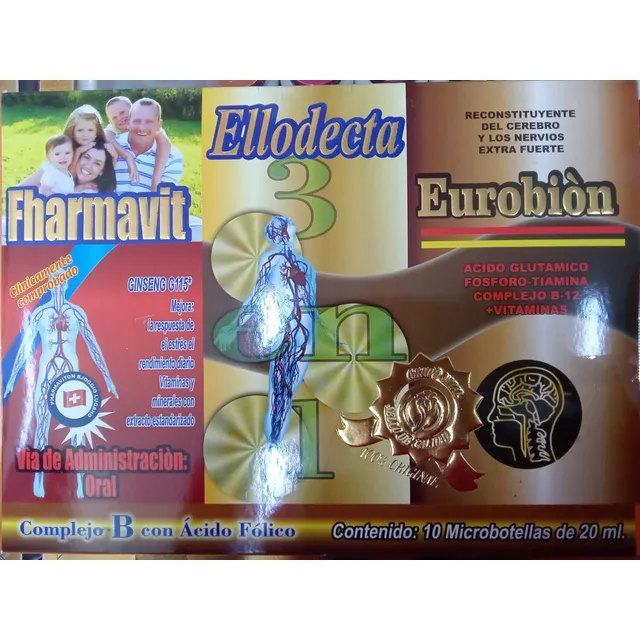 Fharmavit
Clinicamente
comprobado
GINSENG G115*
Mejora:
la respuesta de
el estrés el
rendimiento diario
Vitaminas y
minerales con
extracto estandarizado
Via de Administraciòn:
Oral
Ellodecta
3
en
1
RECONSTITUYENTE
DEL CEREBRO
Y LOS NERVIOS
EXTRA FUERTE
Eurobiòn
ACIDO GLUTAMICO
FOSFORO-TIAMINA
COMPLEJO B-12
+VITAMINAS
100% ORIGINAL
Complejo B con Ácido Fólico
Contenido: 10 Microbotellas de 20 ml.